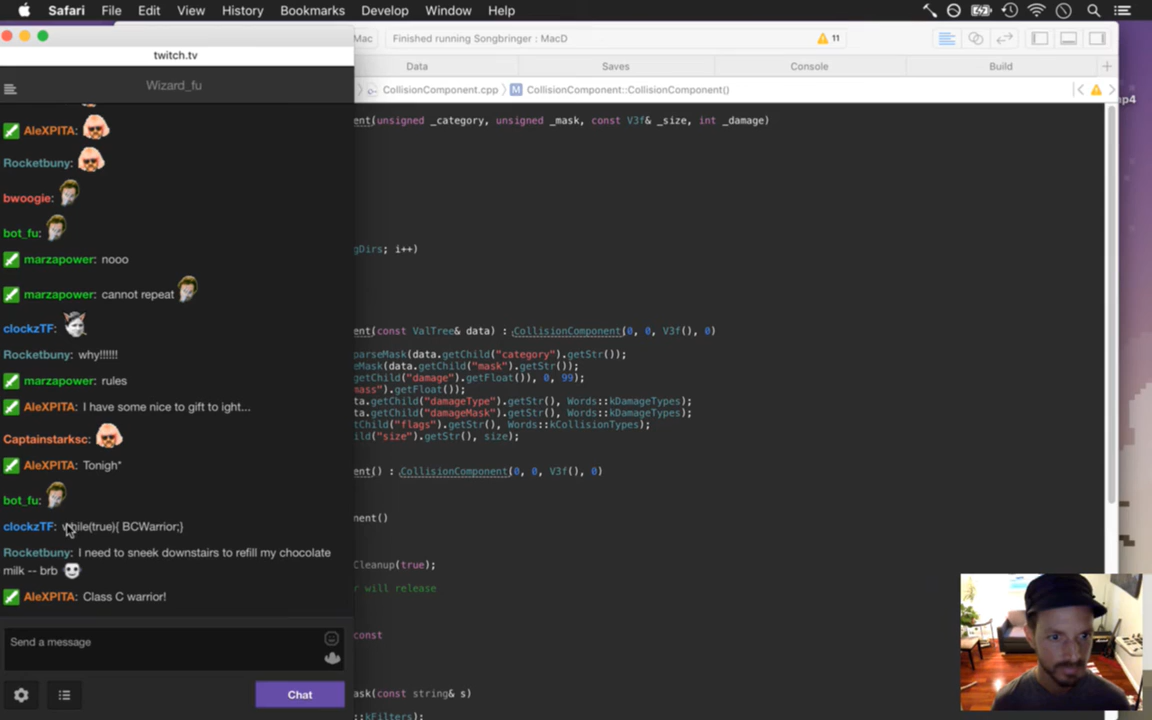 Safari File Edit View History Bookmarks Develop Window Help
Mac Finished running Songbringer : MacD 11
twitch.tv
Data Saves Console Build
Wizard_fu
CollisionComponent.cpp M CollisionComponent::CollisionComponent()
mp4
ent(unsigned _category, unsigned _mask, const V3f& _size, int _damage)
AleXPITA:
Rocketbuny:
bwoogie:
bot_fu:
gDirs; i++)
marzapower: nooo
marzapower: cannot repeat
clockzTF:
ent(const ValTree& data) : CollisionComponent(0, 0, V3f(), 0)
Rocketbuny: why!!!!!!
parseMask(data.getChild("category").getStr());
eMask(data.getChild("mask").getStr());
marzapower: rules
getChild("damage").getFloat()), 0, 99);
mass").getFloat());
ta.getChild("damageType").getStr(), Words::kDamageTypes);
AleXPITA: I have some nice to gift to ight...
ta.getChild("damageMask").getStr(), Words::kDamageTypes);
tChild("flags").getStr(), Words::kCollisionTypes);
ild("size").getStr(), size);
Captainstarksc:
AleXPITA: Tonigh*
ent() : CollisionComponent(0, 0, V3f(), 0)
bot_fu:
clockzTF: while(true){ BCWarrior;}
onent()
Rocketbuny: I need to sneek downstairs to refill my chocolate
milk -- brb
Cleanup(true);
r will release
AleXPITA: Class C warrior!
const
Send a message
Chat
ask(const string& s)
::kFilters);